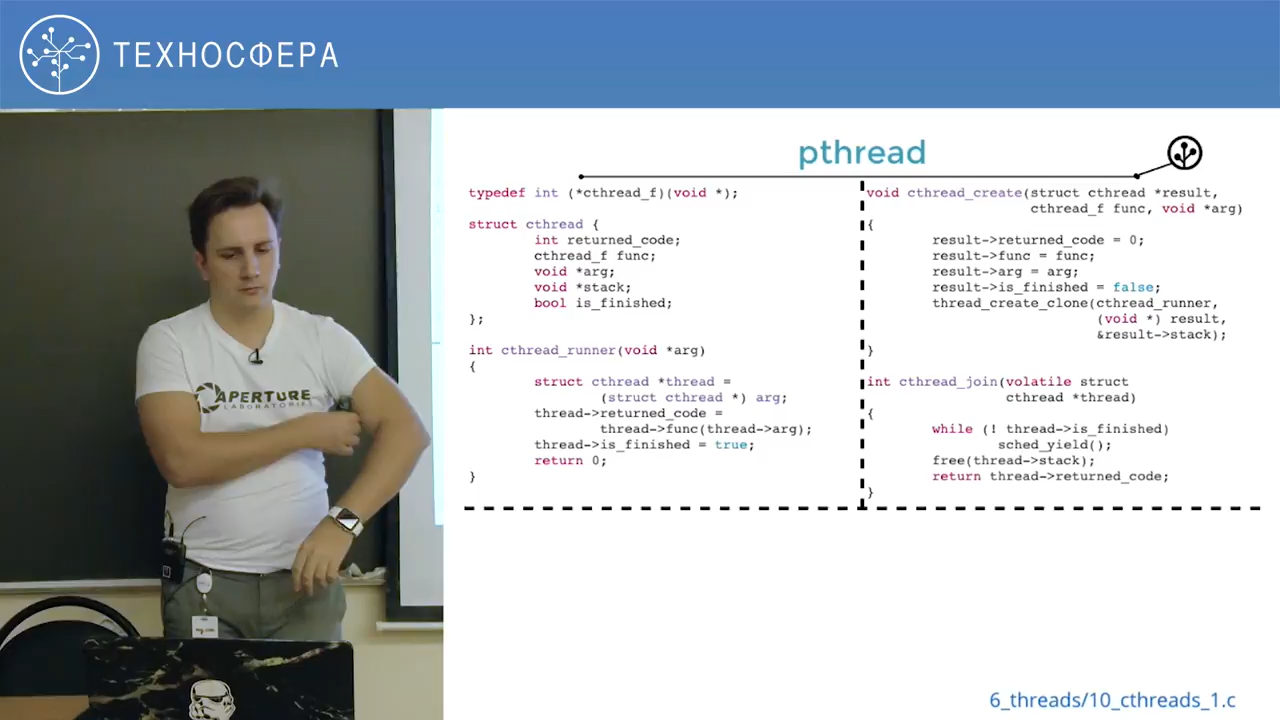 ТЕХНОСФЕРА
APERTURE
LABORATORIES
pthread
typedef int (*cthread_f)(void *);
struct cthread {
int returned_code;
cthread_f func;
void *arg;
void *stack;
bool is_finished;
};
int cthread_runner(void *arg)
{
struct cthread *thread =
(struct cthread *) arg;
thread->returned_code =
thread->func(thread->arg);
thread->is_finished = true;
return 0;
}
void cthread_create(struct cthread *result,
cthread_f func, void *arg)
{
result->returned_code = 0;
result->func = func;
result->arg = arg;
result->is_finished = false;
thread_create_clone(cthread_runner,
(void *) result,
&result->stack);
}
int cthread_join(volatile struct
cthread *thread)
{
while (! thread->is_finished)
sched_yield();
free(thread->stack);
return thread->returned_code;
}
6_threads/10_cthreads_1.c